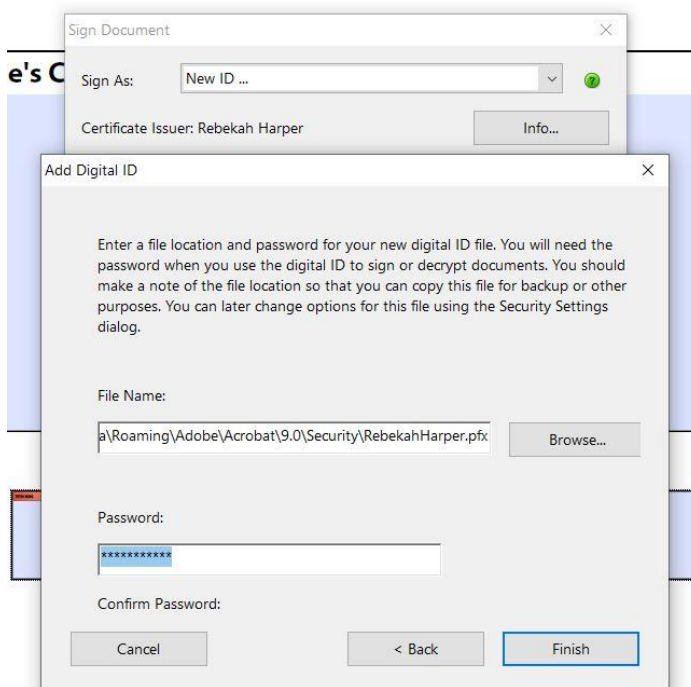 Sign Document
e's C
Sign As:
New ID ...
Certificate Issuer: Rebekah Harper
Info...
Add Digital ID
Enter a file location and password for your new digital ID file. You will need the
password when you use the digital ID to sign or decrypt documents. You should
make a note of the file location so that you can copy this file for backup or other
purposes. You can later change options for this file using the Security Settings
dialog.
File Name:
a\Roaming\Adobe\Acrobat\9.0\Security\RebekahHarper.pfx
Browse...
Password:
***********
Confirm Password:
Cancel
< Back
Finish